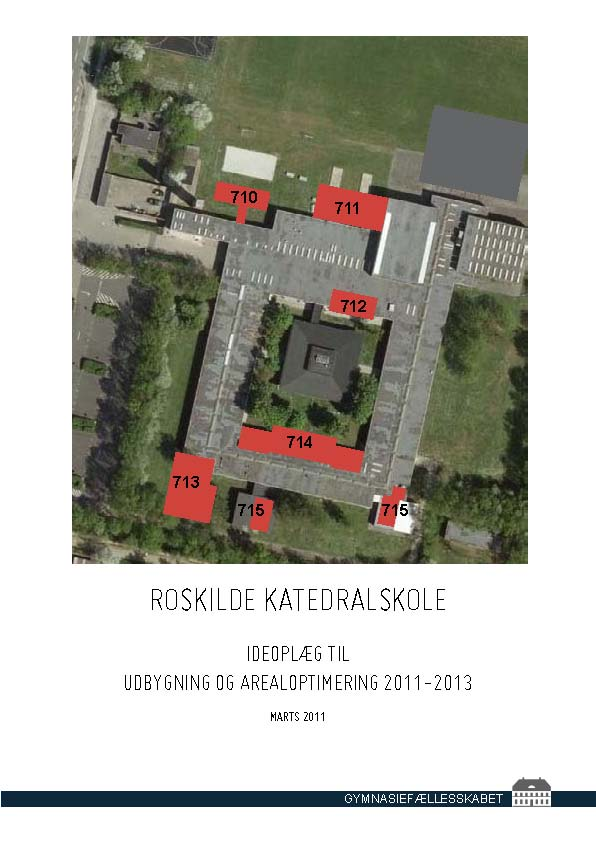 710
711
712
714
713
715
715
ROSKILDE KATEDRALSKOLE
IDEOPLÆG TIL
UDBYGNING OG AREALOPTIMERING 2011-2013
MARTS 2011
GYMNASIEFÆLLESSKABET